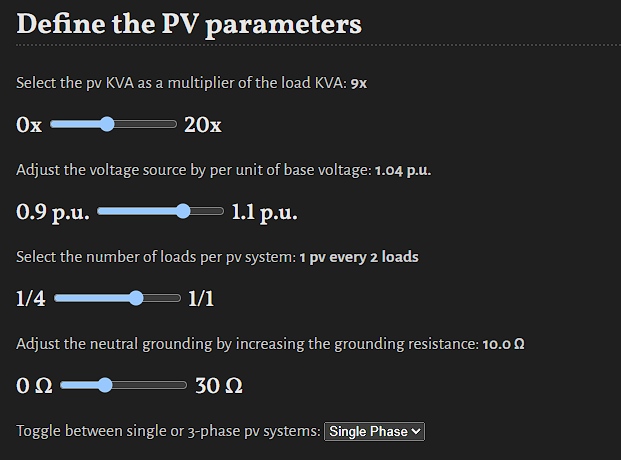 Define the PV parameters
Select the pv KVA as a multiplier of the load KVA: 9x
0x 20x
Adjust the voltage source by per unit of base voltage: 1.04 p.u.
0.9 p.u. 1.1 p.u.
Select the number of loads per pv system: 1 pv every 2 loads
1/4 1/1
Adjust the neutral grounding by increasing the grounding resistance: 10.0 Ω
0 Ω 30 Ω
Toggle between single or 3-phase pv systems: Single Phase